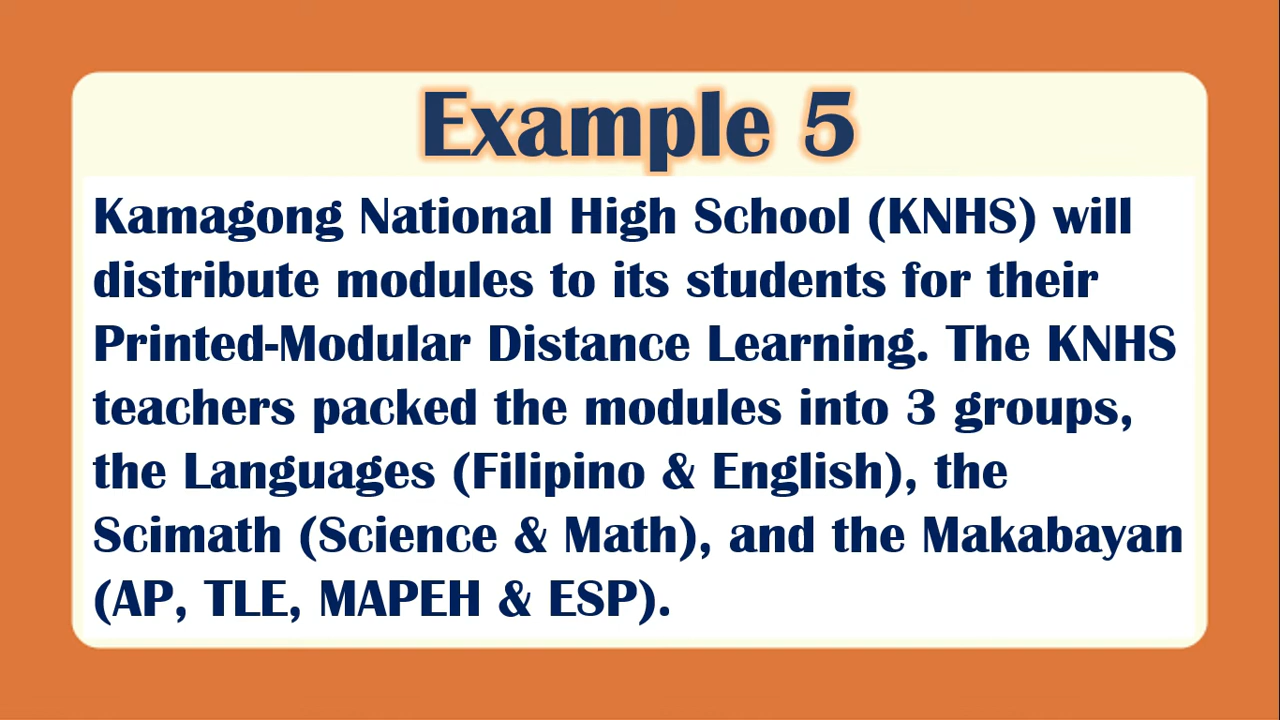 Example 5
Kamagong National High School (KNHS) will
distribute modules to its students for their
Printed-Modular Distance Learning. The KNHS
teachers packed the modules into 3 groups,
the Languages (Filipino & English), the
Scimath (Science & Math), and the Makabayan
(AP, TLE, MAPEH & ESP).